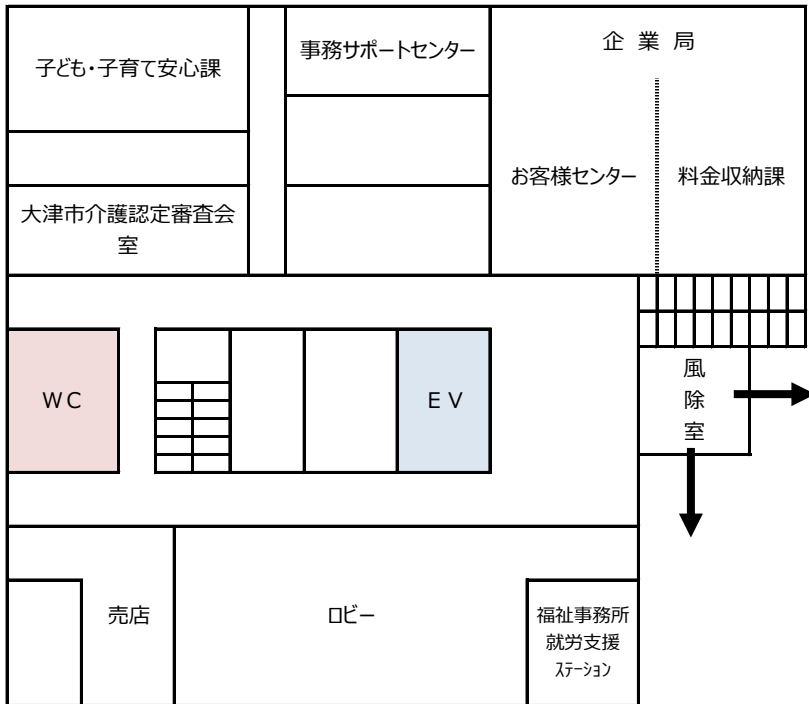 子ども・子育て安心課
事務サポートセンター
企業局
お客様センター
料金収納課
大津市介護認定審査会
室
WC
EV
風
除
室
売店
ロビー
福祉事務所
就労支援
ｽﾃｰｼｮﾝ